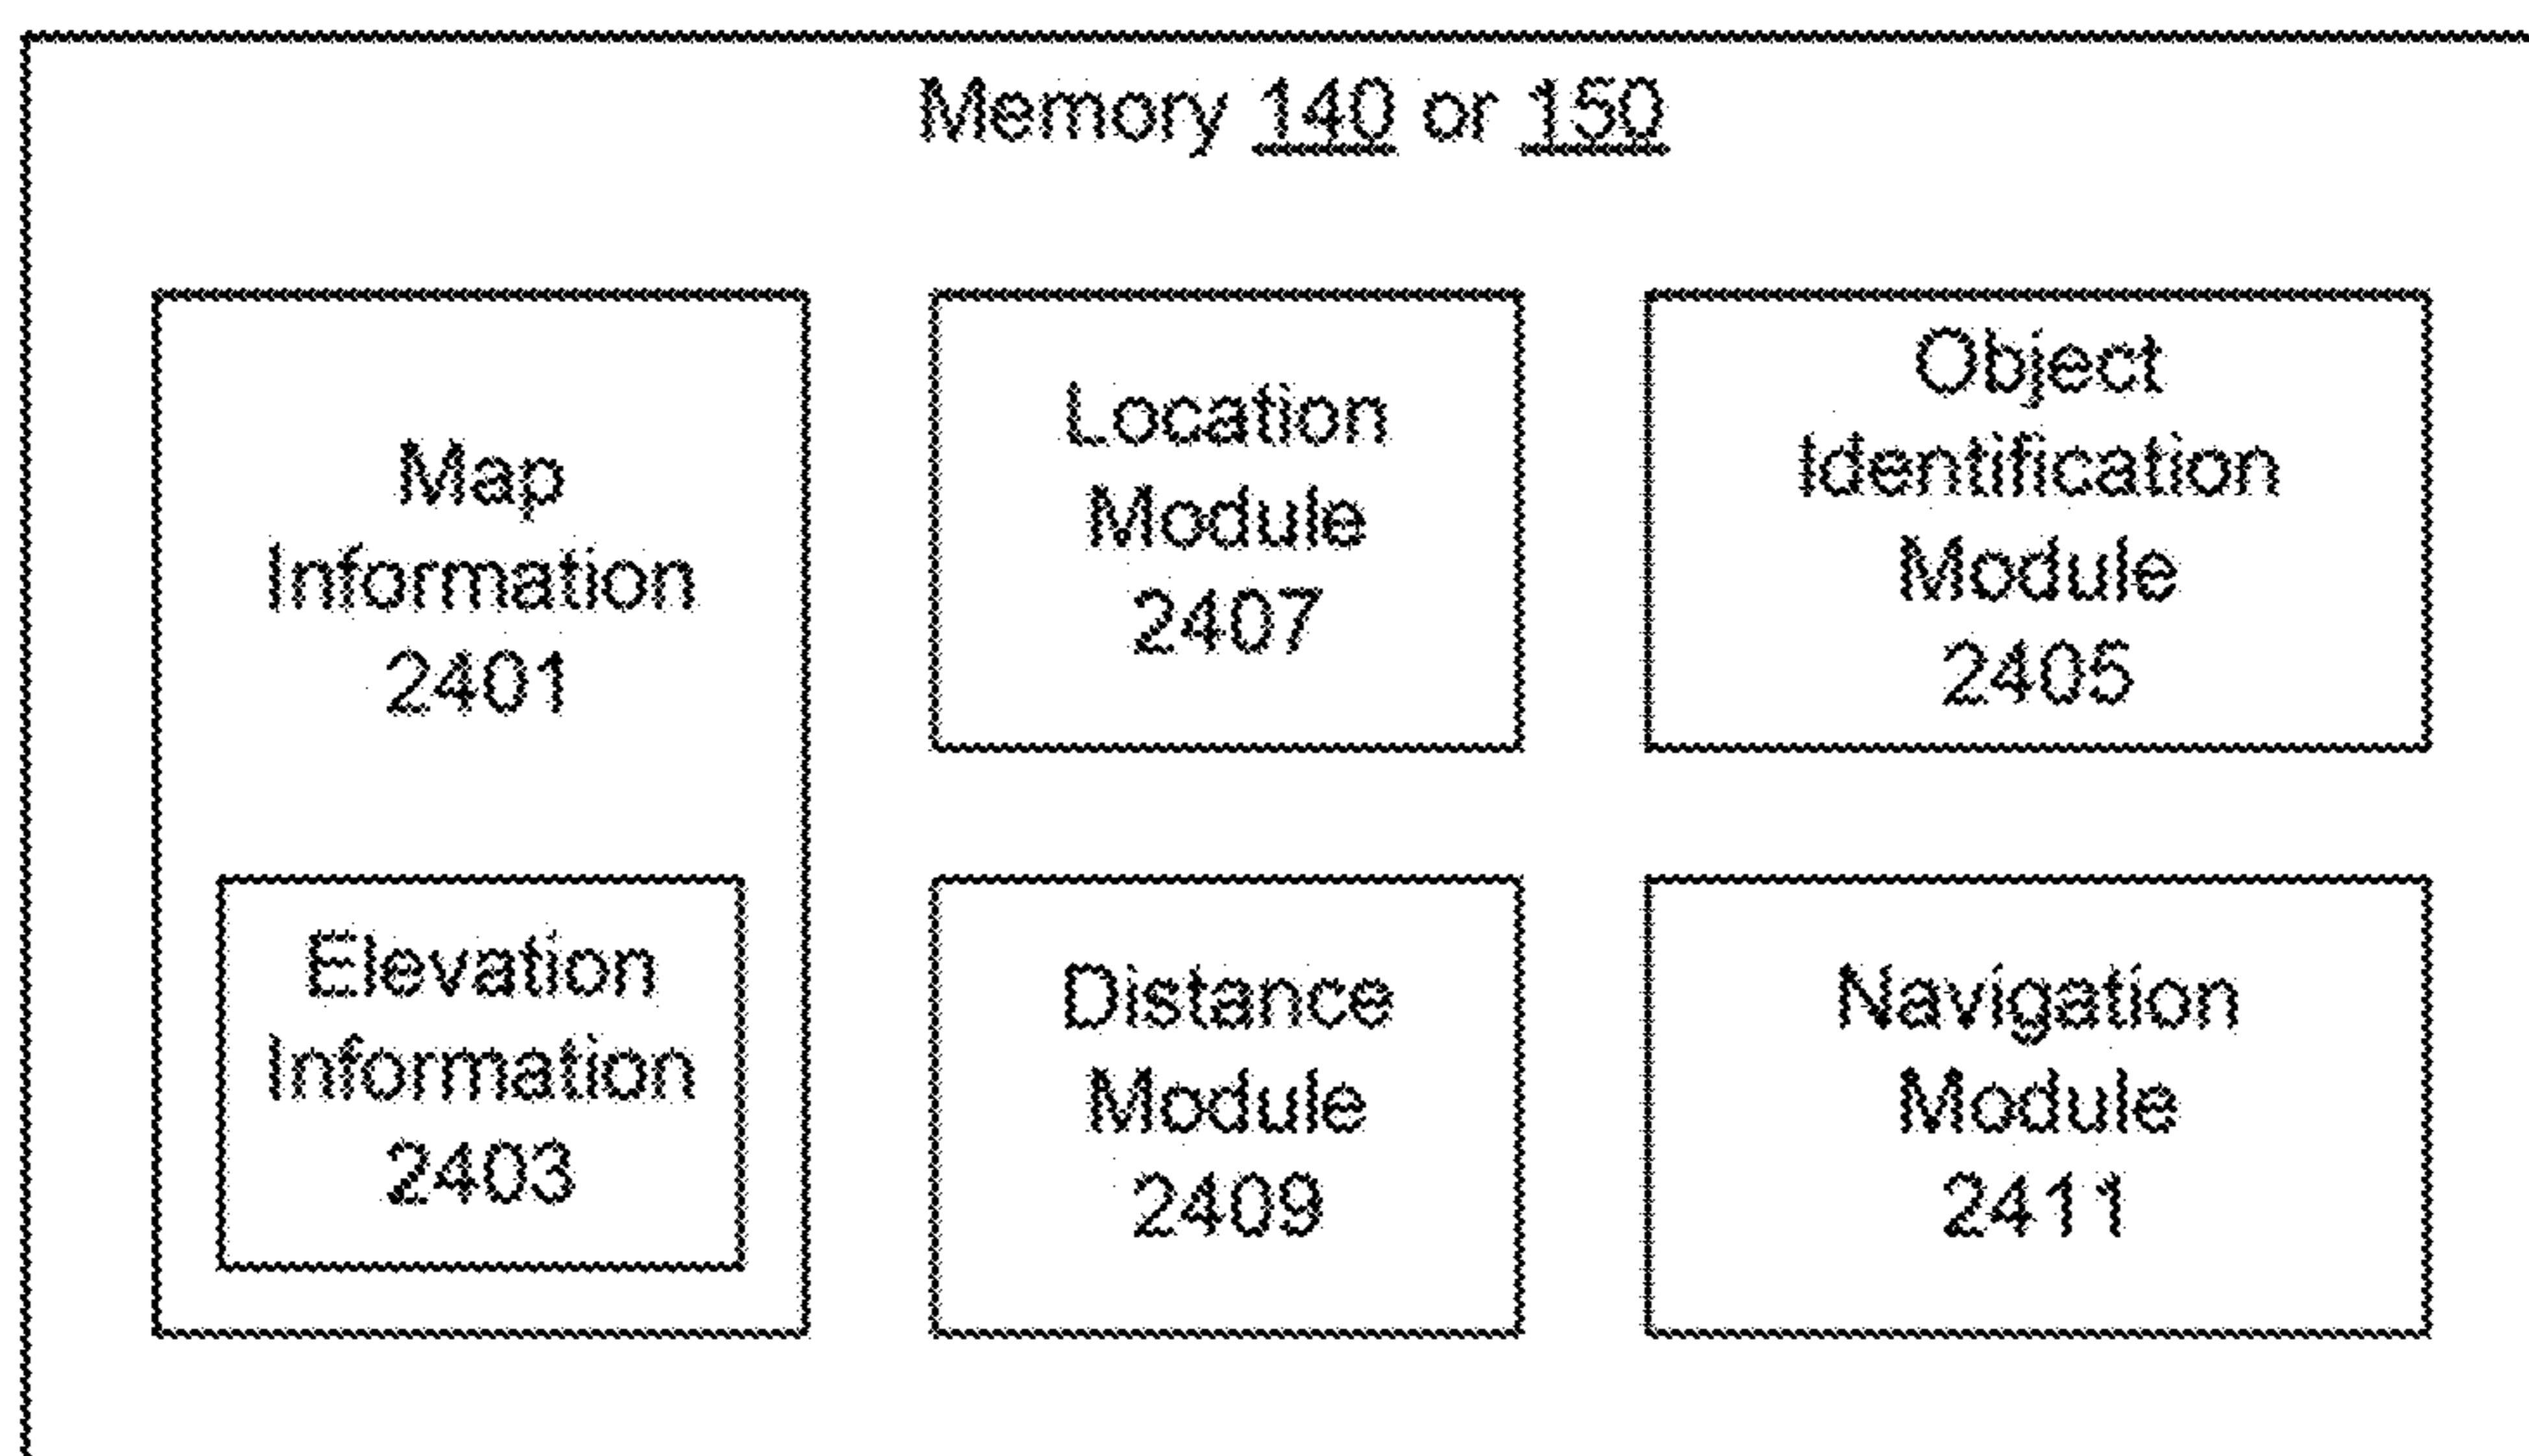 Memory 140 or 150
Map
Information
2401
Elevation
Information
2403
Location
Module
2407
Object
Identification
Module
2405
Distance
Module
2409
Navigation
Module
2411